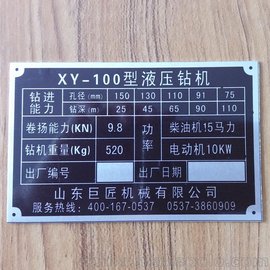 XY-100型液压钻机
钻进能力 孔径(mm) 150 130 110 91 75
钻深(m) 25 45 65 90 110
卷扬能力(KN) 9.8 功率 柴油机15马力
钻机重量(Kg) 520 电动机10KW
出厂编号 出厂日期
山东巨匠机械有限公司
服务热线：400-167-0537 0537-3860909